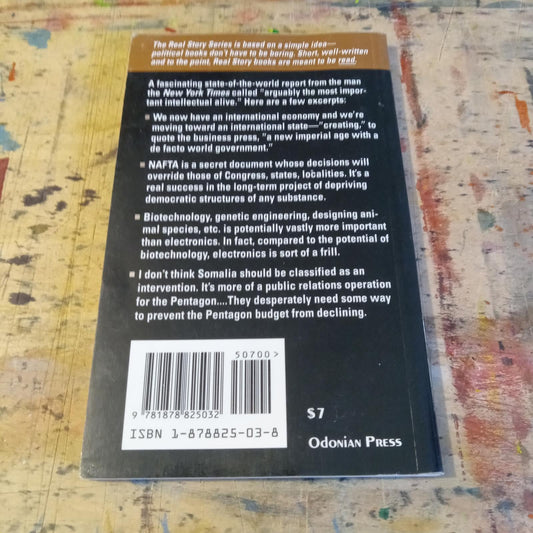 The Real Story Series is based on a simple idea—
political books don't have to be boring. Short, well-written
and to the point, Real Story books are meant to be read.
A fascinating state-of-the-world report from the man
the New York Times called "arguably the most impor-
tant intellectual alive." Here are a few excerpts:
We now have an international economy and we're
moving toward an international state—"creating," to
quote the business press, "a new imperial age with a
de facto world government."
NAFTA is a secret document whose decisions will
override those of Congress, states, localities. It's a
real success in the long-term project of depriving
democratic structures of any substance.
Biotechnology, genetic engineering, designing ani-
mal species, etc. is potentially vastly more important
than electronics. In fact, compared to the potential of
biotechnology, electronics is sort of a frill.
I don't think Somalia should be classified as an
intervention. It's more of a public relations operation
for the Pentagon....They desperately need some way
to prevent the Pentagon budget from declining.
50700>
9 781878 825032
ISBN 1-878825-03-8
$7
Odonian Press